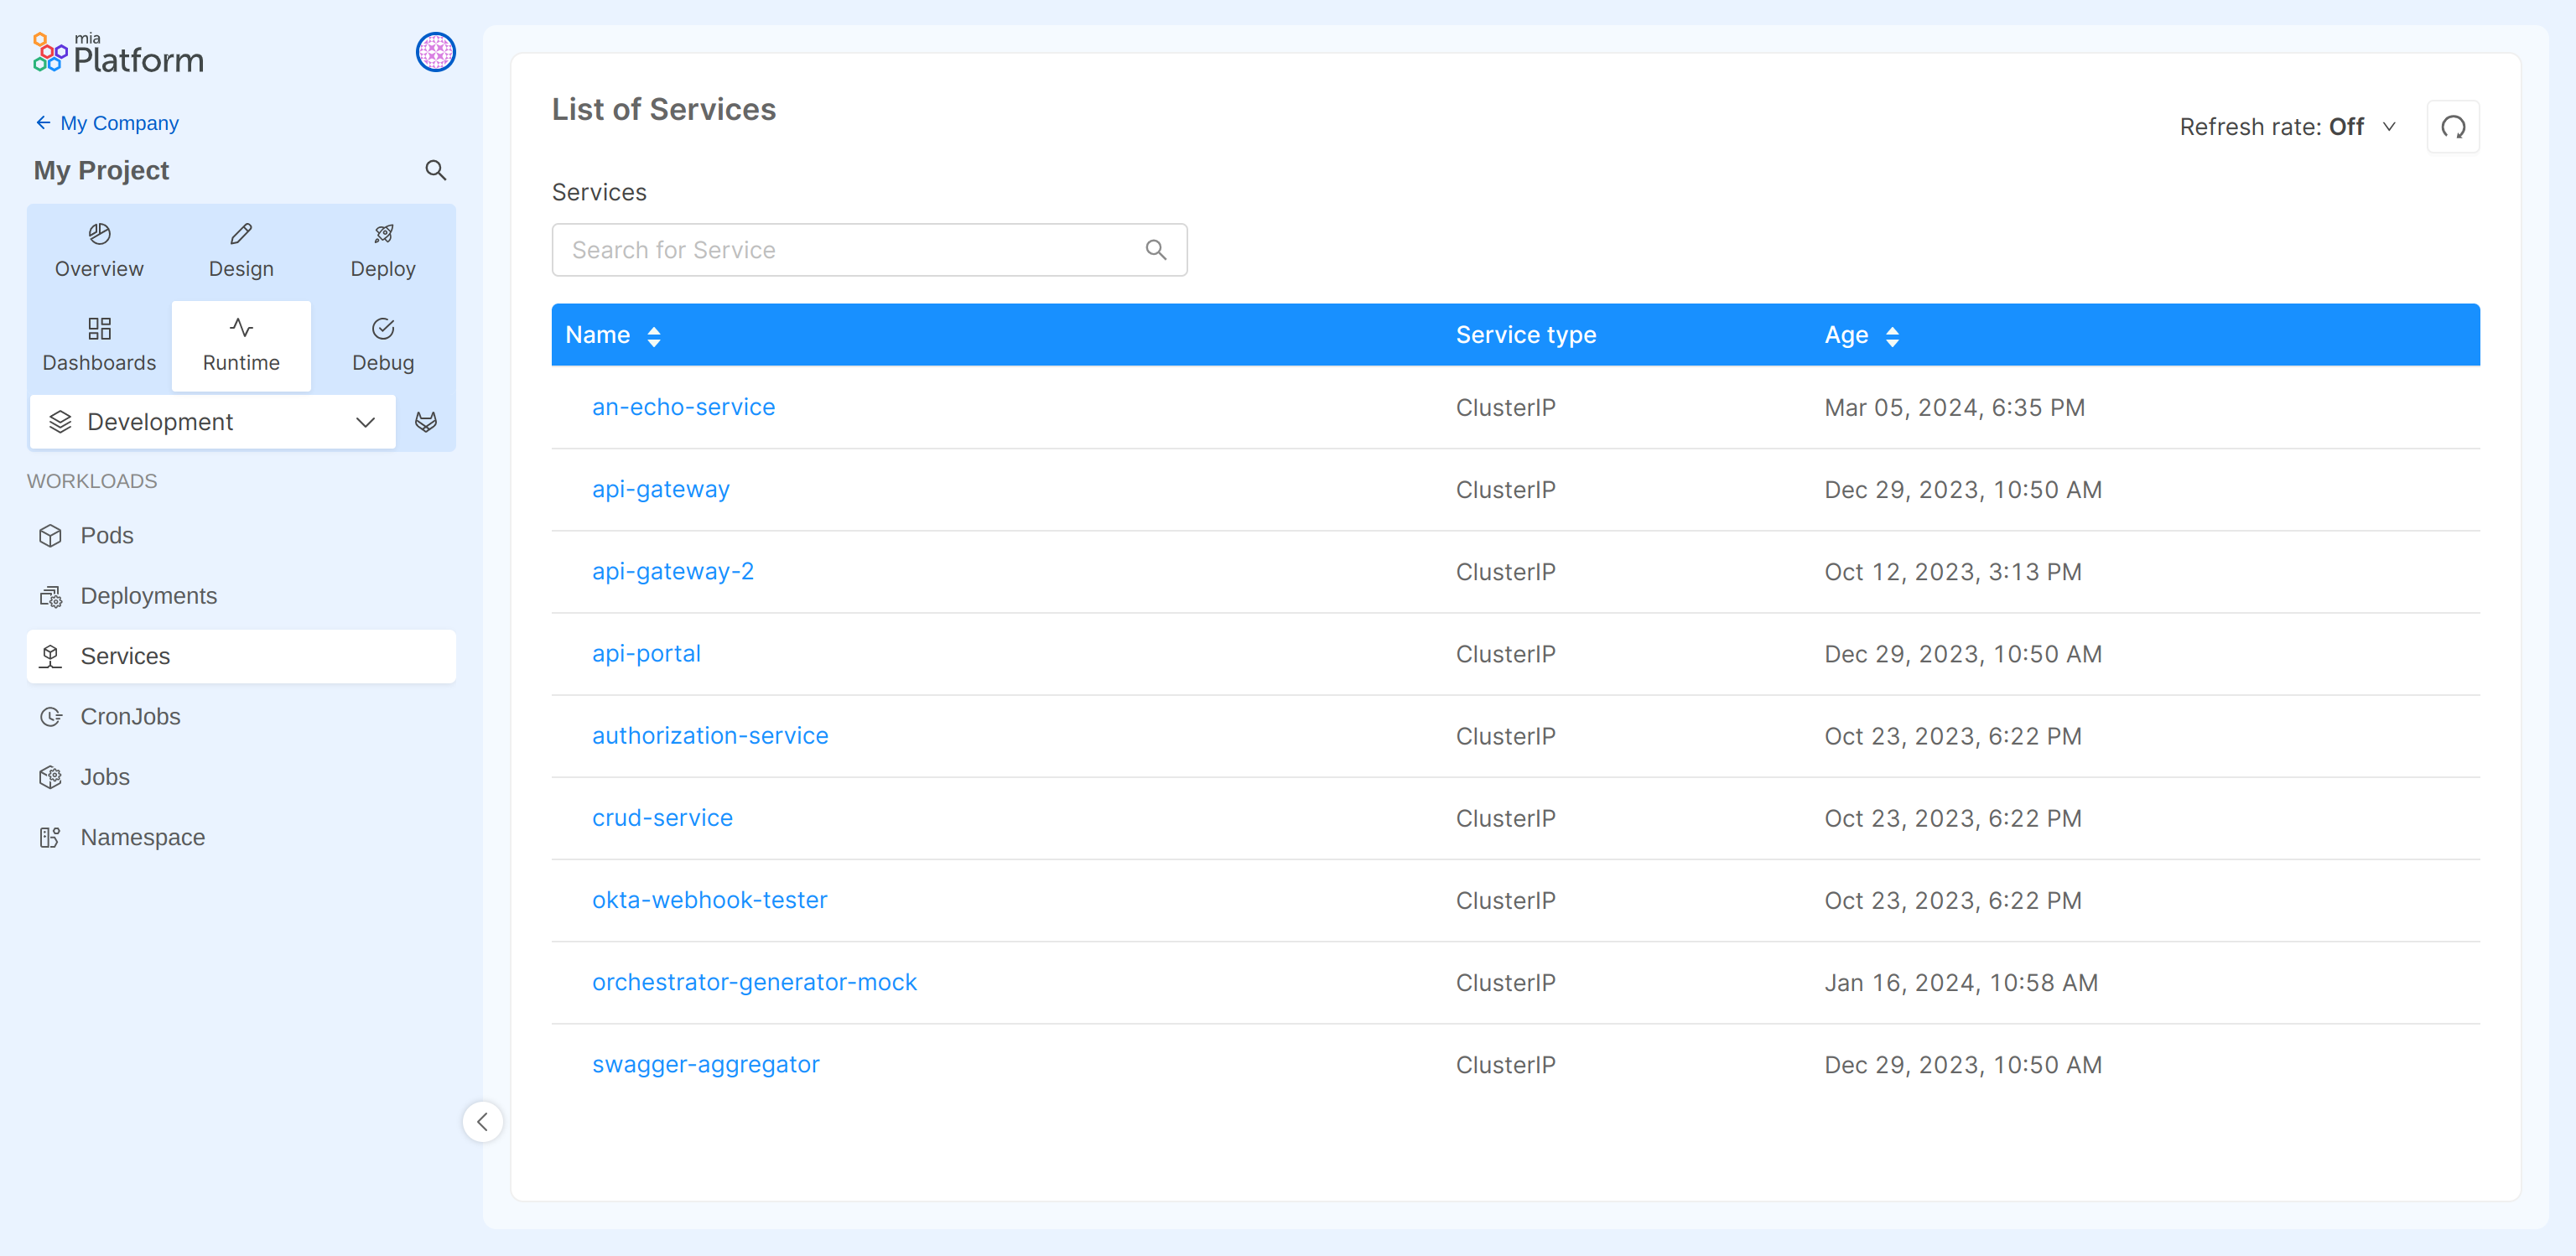 mia
Platform
My Company
My Project
Overview Design Deploy
Dashboards Runtime Debug
Development
WORKLOADS
Pods
Deployments
Services
CronJobs
Jobs
Namespace
List of Services
Refresh rate: Off
Services
Search for Service
Name Service type Age
an-echo-service ClusterIP Mar 05, 2024, 6:35 PM
api-gateway ClusterIP Dec 29, 2023, 10:50 AM
api-gateway-2 ClusterIP Oct 12, 2023, 3:13 PM
api-portal ClusterIP Dec 29, 2023, 10:50 AM
authorization-service ClusterIP Oct 23, 2023, 6:22 PM
crud-service ClusterIP Oct 23, 2023, 6:22 PM
okta-webhook-tester ClusterIP Oct 23, 2023, 6:22 PM
orchestrator-generator-mock ClusterIP Jan 16, 2024, 10:58 AM
swagger-aggregator ClusterIP Dec 29, 2023, 10:50 AM